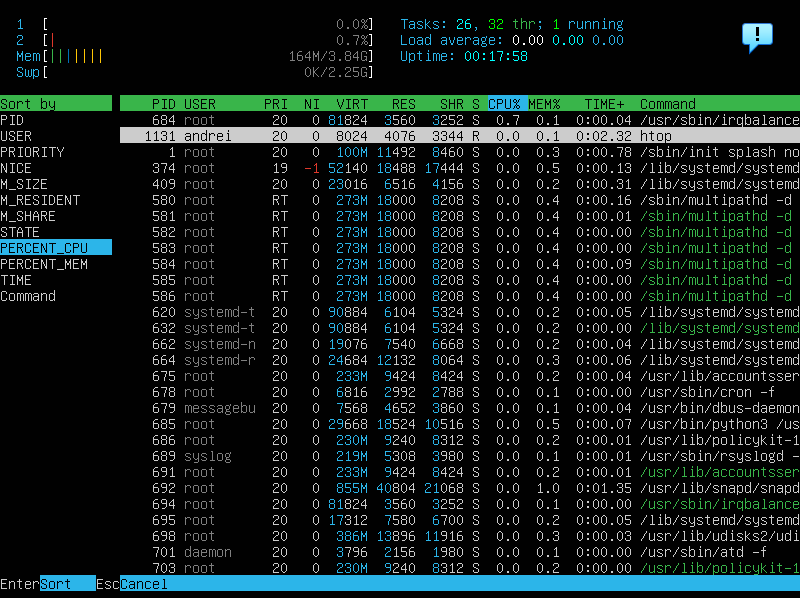 1 [ 0.0%] Tasks: 26, 32 thr; 1 running
2 [| 0.7%] Load average: 0.00 0.00 0.00
Mem[||||||| 164M/3.84G] Uptime: 00:17:58
Swp[ 0K/2.25G]
Sort by PID USER PRI NI VIRT RES SHR S CPU% MEM% TIME+ Command
PID 684 root 20 0 81824 3560 3252 S 0.7 0.1 0:00.04 /usr/sbin/irqbalance
USER 1131 andrei 20 0 8024 4076 3344 R 0.0 0.1 0:02.32 htop
PRIORITY 1 root 20 0 100M 11492 8460 S 0.0 0.3 0:00.78 /sbin/init splash no
NICE 374 root 19 -1 52140 18488 17444 S 0.0 0.5 0:00.13 /lib/systemd/systemd
M_SIZE 409 root 20 0 23016 6516 4156 S 0.0 0.2 0:00.31 /lib/systemd/systemd
M_RESIDENT 580 root RT 0 273M 18000 8208 S 0.0 0.4 0:00.16 /sbin/multipathd -d
M_SHARE 581 root RT 0 273M 18000 8208 S 0.0 0.4 0:00.01 /sbin/multipathd -d
STATE 582 root RT 0 273M 18000 8208 S 0.0 0.4 0:00.00 /sbin/multipathd -d
PERCENT_CPU 583 root RT 0 273M 18000 8208 S 0.0 0.4 0:00.00 /sbin/multipathd -d
PERCENT_MEM 584 root RT 0 273M 18000 8208 S 0.0 0.4 0:00.09 /sbin/multipathd -d
TIME 585 root RT 0 273M 18000 8208 S 0.0 0.4 0:00.00 /sbin/multipathd -d
Command 586 root RT 0 273M 18000 8208 S 0.0 0.4 0:00.00 /sbin/multipathd -d
620 systemd-t 20 0 90884 6104 5324 S 0.0 0.2 0:00.05 /lib/systemd/systemd
632 systemd-t 20 0 90884 6104 5324 S 0.0 0.2 0:00.00 /lib/systemd/systemd
662 systemd-n 20 0 19076 7540 6668 S 0.0 0.2 0:00.04 /lib/systemd/systemd
664 systemd-r 20 0 24684 12132 8064 S 0.0 0.3 0:00.06 /lib/systemd/systemd
675 root 20 0 233M 9424 8424 S 0.0 0.2 0:00.04 /usr/lib/accountsser
678 root 20 0 6816 2992 2788 S 0.0 0.1 0:00.00 /usr/sbin/cron -f
679 messagebu 20 0 7568 4652 3860 S 0.0 0.1 0:00.04 /usr/bin/dbus-daemon
685 root 20 0 29668 18524 10516 S 0.0 0.5 0:00.07 /usr/bin/python3 /us
686 root 20 0 230M 9240 8312 S 0.0 0.2 0:00.01 /usr/lib/policykit-1
689 syslog 20 0 219M 5308 3980 S 0.0 0.1 0:00.01 /usr/sbin/rsyslogd -
691 root 20 0 233M 9424 8424 S 0.0 0.2 0:00.01 /usr/lib/accountsser
692 root 20 0 855M 40804 21068 S 0.0 1.0 0:01.35 /usr/lib/snapd/snapd
694 root 20 0 81824 3560 3252 S 0.0 0.1 0:00.00 /usr/sbin/irqbalance
695 root 20 0 17312 7580 6700 S 0.0 0.2 0:00.05 /lib/systemd/systemd
698 root 20 0 386M 13896 11916 S 0.0 0.3 0:00.03 /usr/lib/udisks2/udi
701 daemon 20 0 3796 2156 1980 S 0.0 0.1 0:00.00 /usr/sbin/atd -f
703 root 20 0 230M 9240 8312 S 0.0 0.2 0:00.00 /usr/lib/policykit-1
EnterSort EscCancel